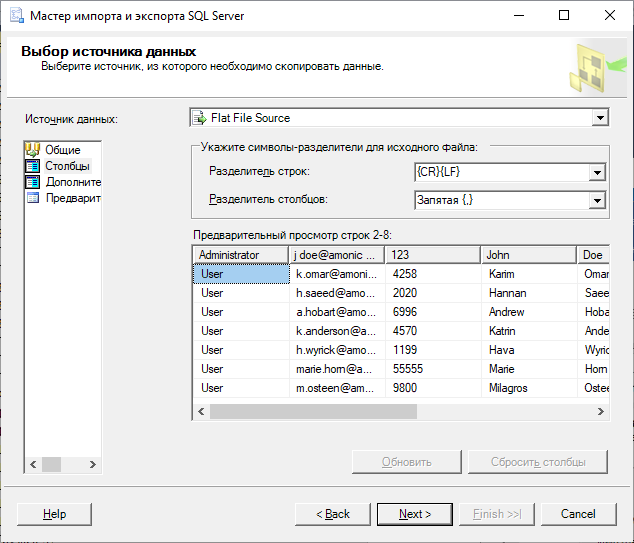 Мастер импорта и экспорта SQL Server
Выбор источника данных
Выберите источник, из которого необходимо скопировать данные.
Источник данных: Flat File Source
Общие
Столбцы
Дополните
Предварит
Укажите символы-разделители для исходного файла:
Разделитель строк: {CR}{LF}
Разделитель столбцов: Запятая {,}
Предварительный просмотр строк 2-8:
Administrator j doe@amonic ... 123 John Doe
User k.omar@amoni... 4258 Karim Omar
User h.saeed@amo... 2020 Hannan Saee
User a.hobart@amo... 6996 Andrew Hoba
User k.anderson@a... 4570 Katrin Ande
User h.wyrick@amo... 1199 Hava Wyric
User marie.horn@a... 55555 Marie Horn
User m.osteen@am... 9800 Milagros Oste
Обновить Сбросить столбцы
Help < Back Next > Finish >>| Cancel